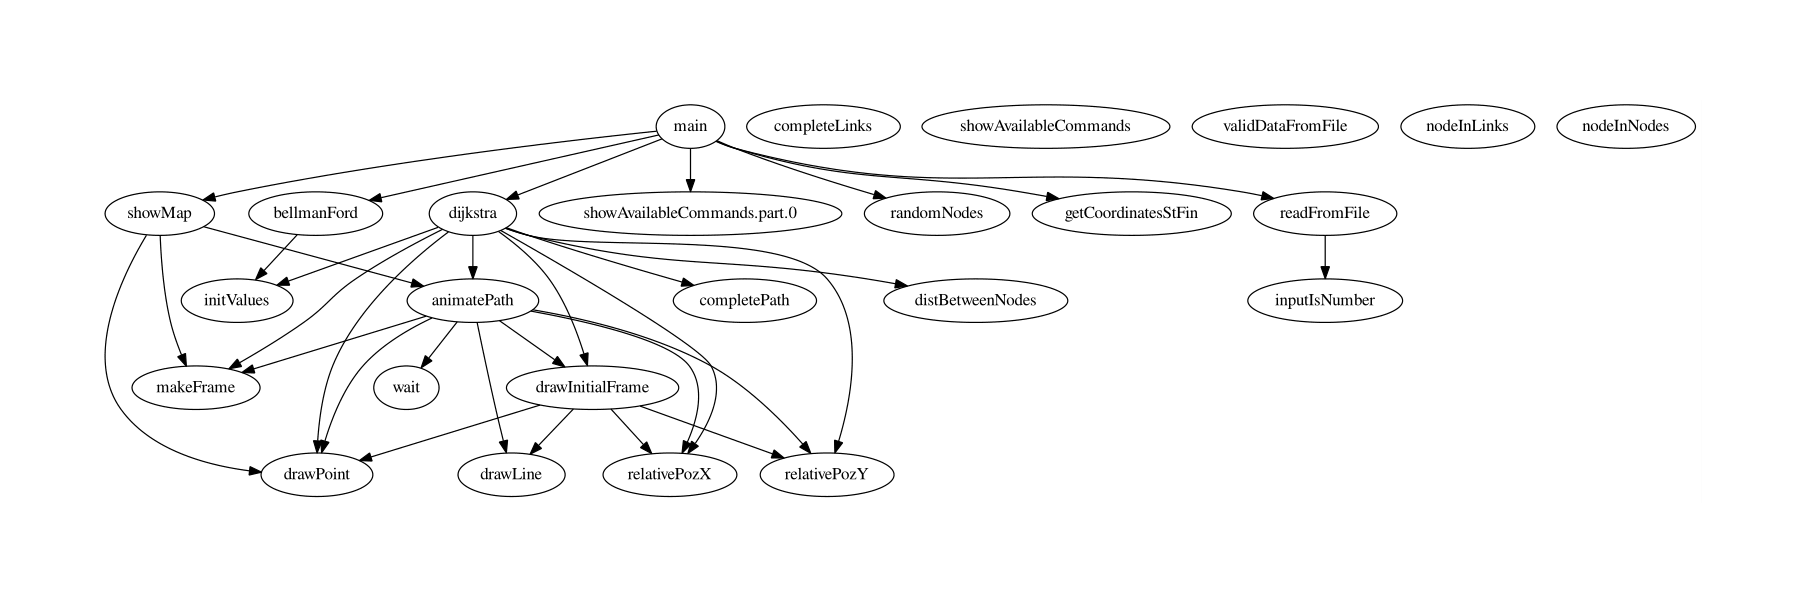 main
completeLinks
showAvailableCommands
validDataFromFile
nodeInLinks
nodeInNodes
showMap
bellmanFord
dijkstra
showAvailableCommands.part.0
randomNodes
getCoordinatesStFin
readFromFile
initValues
animatePath
completePath
distBetweenNodes
inputIsNumber
makeFrame
wait
drawInitialFrame
drawPoint
drawLine
relativePozX
relativePozY